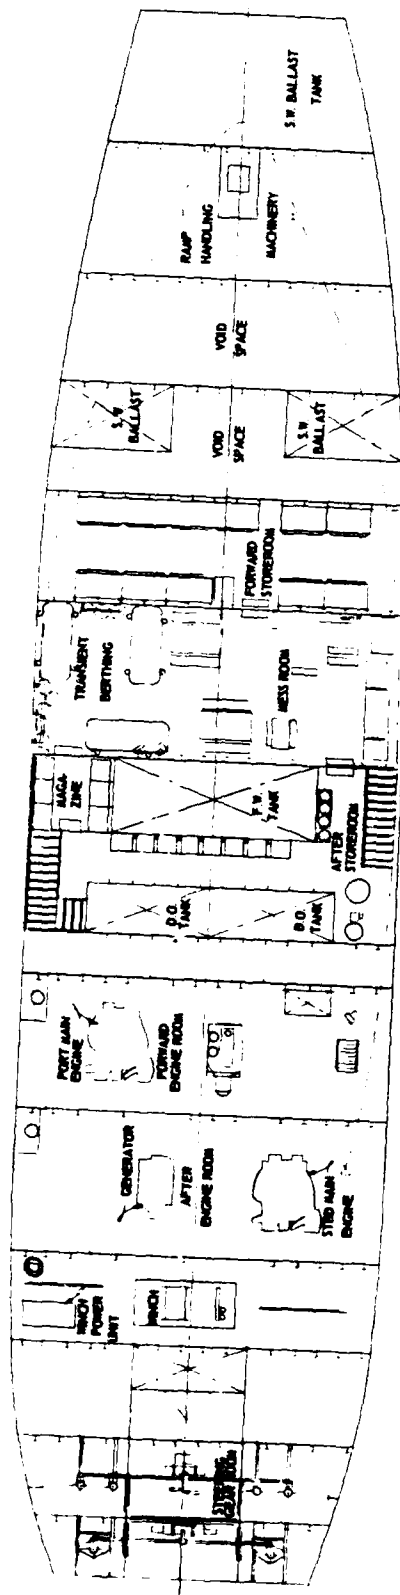 S.W. BALLAST
TANK
RAMP
HANDLING
MACHINERY
VOID
SPACE
S.W.
BALLAST
VOID
SPACE
S.W.
BALLAST
FORWARD
STOREROOM
TRANSIENT
BERTHING
MESS ROOM
MAGA-
ZINE
F.W.
TANK
AFTER
STOREROOM
D.O.
TANK
D.O.
TANK
PORT MAIN
ENGINE
FORWARD
ENGINE ROOM
GENERATOR
AFTER
ENGINE ROOM
STBD MAIN
ENGINE
WINCH
POWER
UNIT
WINCH
STEERING
GEAR ROOM